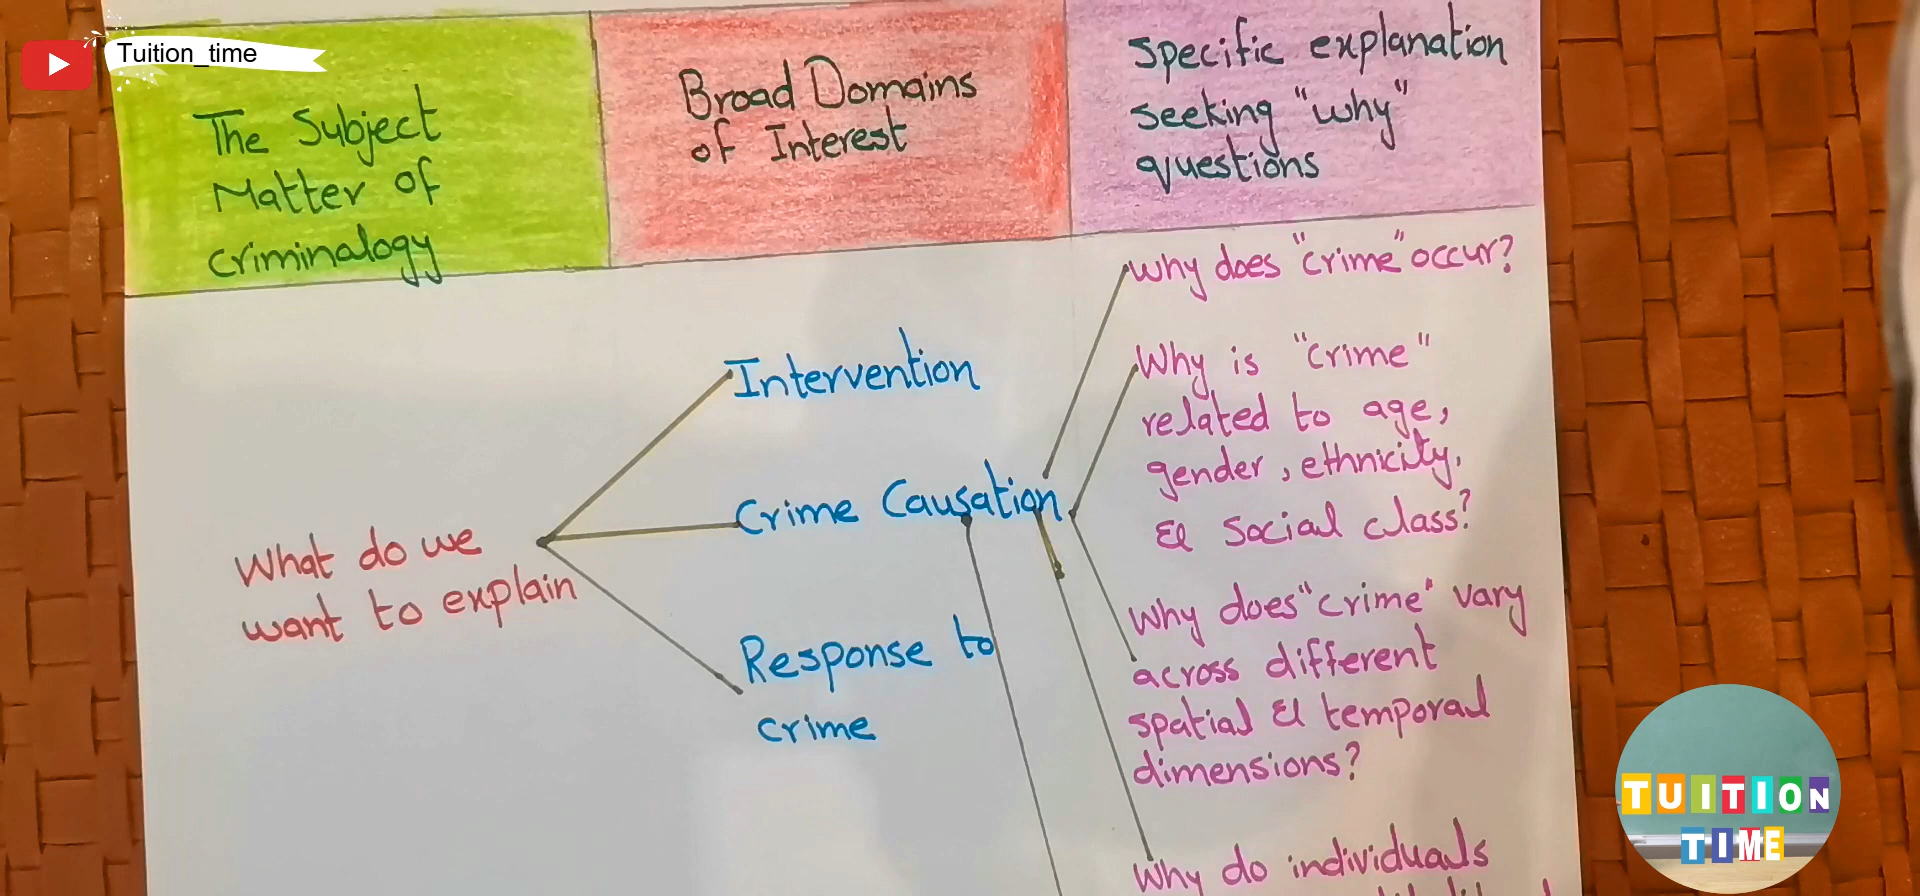 Tuition_time
The Subject
Matter of
Criminalogy
Broad Domains
of Interest
Specific explanation
seeking "why"
questions
Why does "crime" occur?
Intervention
Why is "crime"
related to age,
gender, ethnicity,
& Social class?
Crime Causation
What do we
want to explain
Why does "crime" vary
across different
spatial & temporal
dimensions?
Response to
crime
Why do individuals
TUITION
TIME